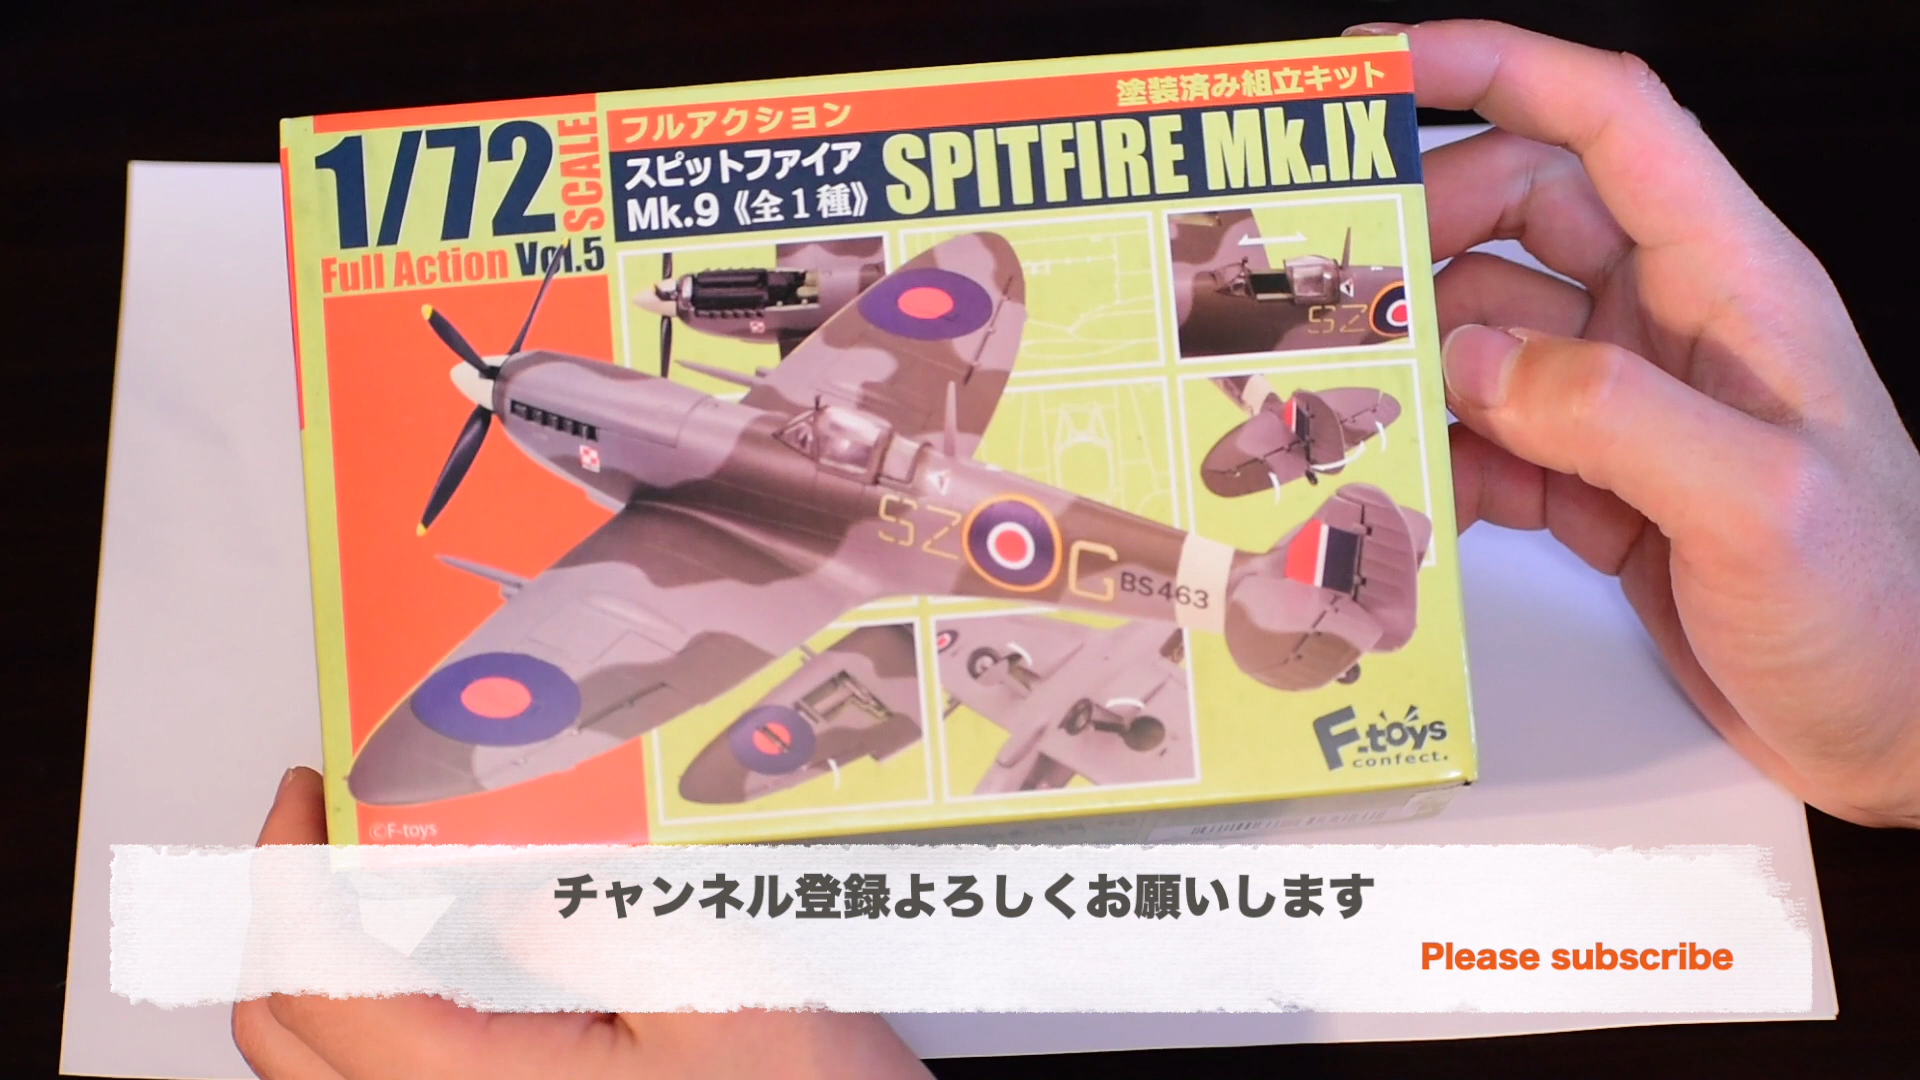 1/72
SCALE
Full Action Vol.5
フルアクション
塗装済み組立キット
スピットファイア
Mk.9《全1種》
SPITFIRE Mk.IX
SZ
SZ
G
BS463
F-toys
confect.
©F-toys
チャンネル登録よろしくお願いします
Please subscribe